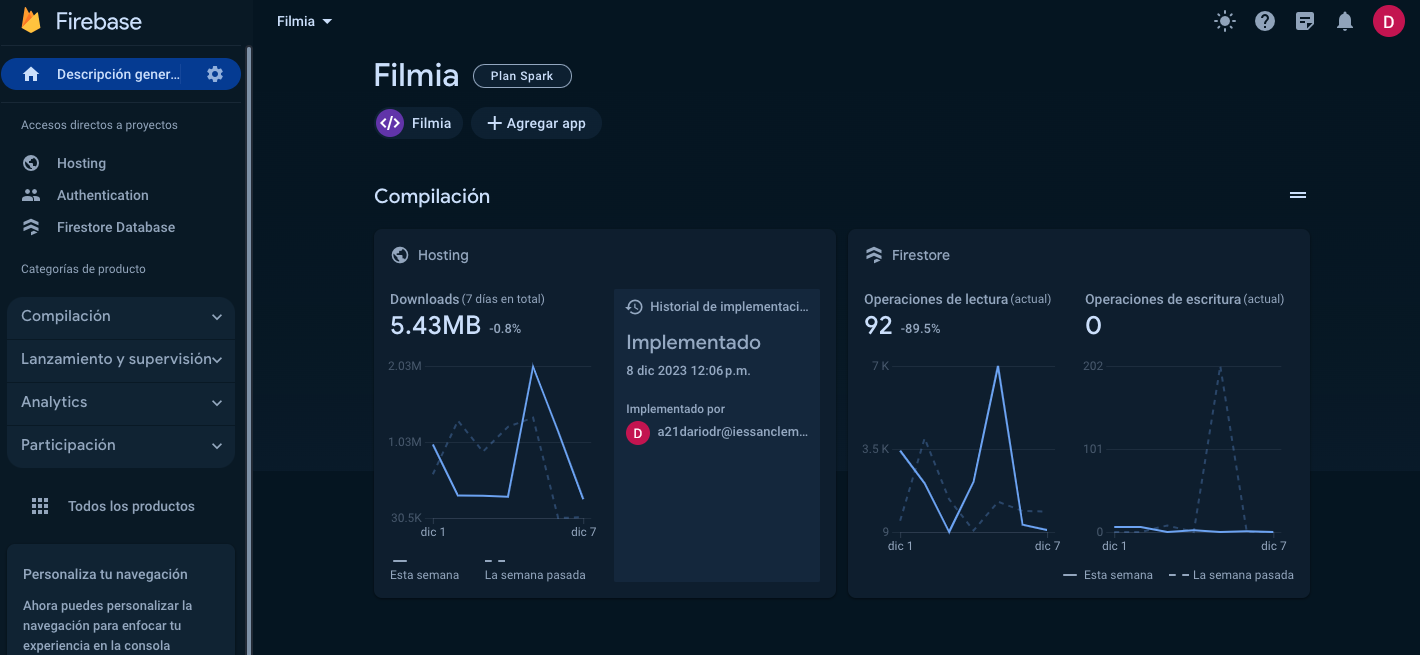 Firebase
Filmia
D
Descripción gener...
Accesos directos a proyectos
Hosting
Authentication
Firestore Database
Categorías de producto
Compilación
Lanzamiento y supervisión
Analytics
Participación
Todos los productos
Personaliza tu navegación
Ahora puedes personalizar la
navegación para enfocar tu
experiencia en la consola
Filmia
Plan Spark
Filmia
Agregar app
Compilación
Hosting
Downloads (7 días en total)
5.43MB -0.8%
2.03M
1.03M
30.5K
dic 1
dic 7
Esta semana
La semana pasada
Historial de implementaci...
Implementado
8 dic 2023 12:06 p.m.
Implementado por
D
a21dariodr@iessanclem...
Firestore
Operaciones de lectura (actual)
92 -89.5%
7 K
3.5 K
9
dic 1
dic 7
Operaciones de escritura (actual)
0
202
101
0
dic 1
dic 7
Esta semana
La semana pasada